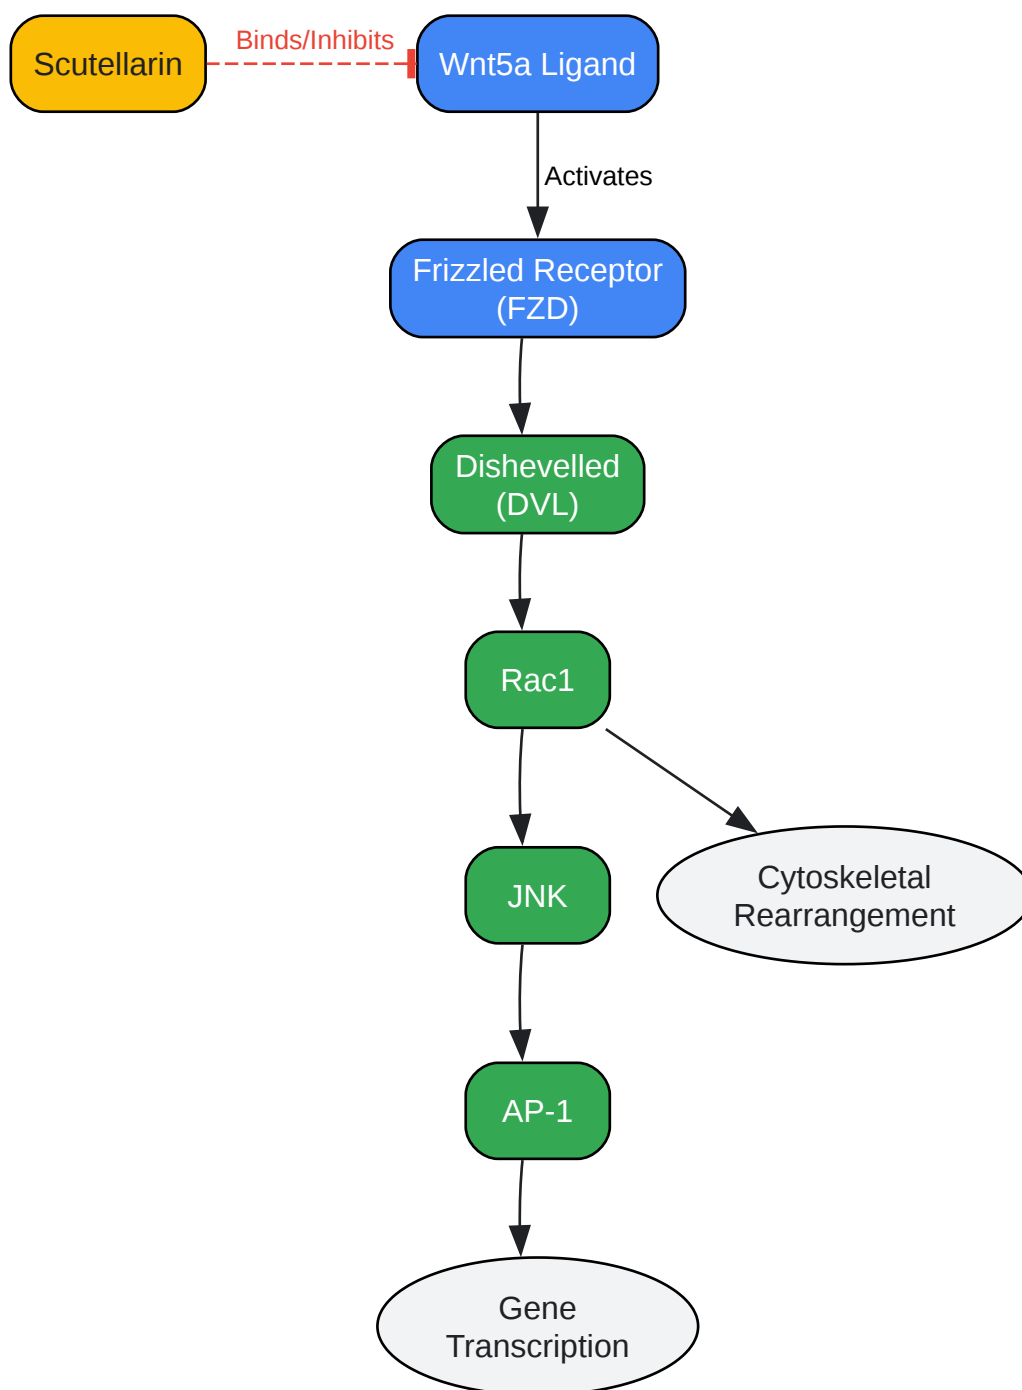 Scutellarin
Binds/Inhibits
Wnt5a Ligand
Activates
Frizzled Receptor
(FZD)
Dishevelled
(DVL)
Rac1
JNK
Cytoskeletal
Rearrangement
AP-1
Gene
Transcription